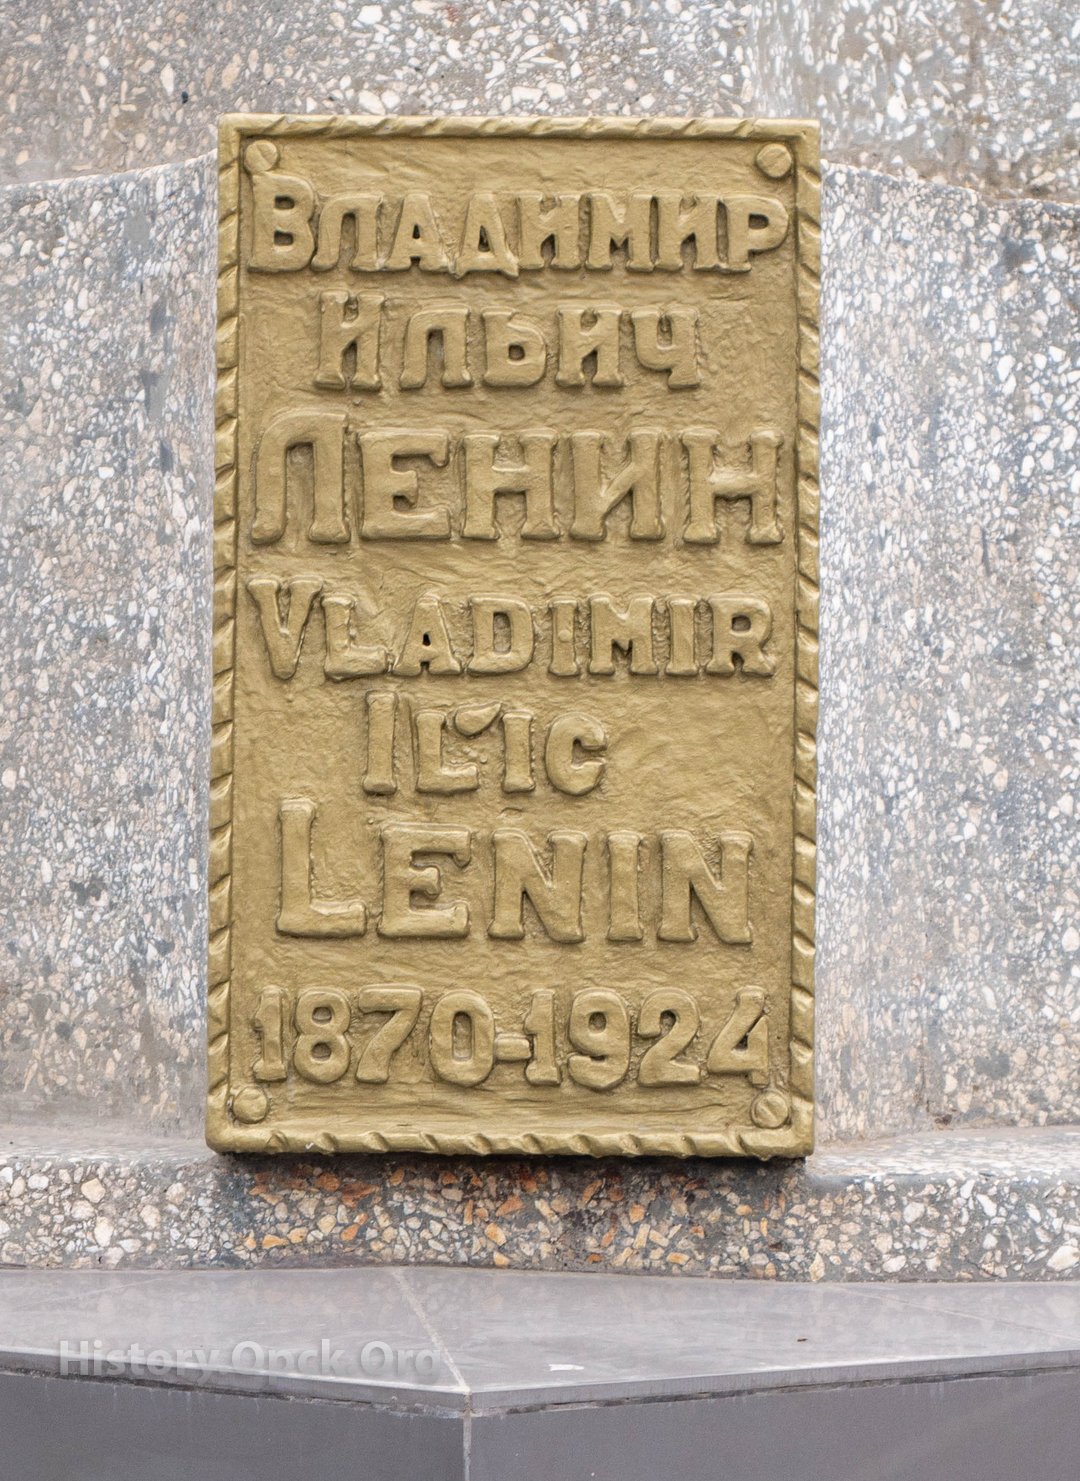 Владимир
Ильич
Ленин
Vladimir
Il'ic
Lenin
1870-1924
History.Opck.Org